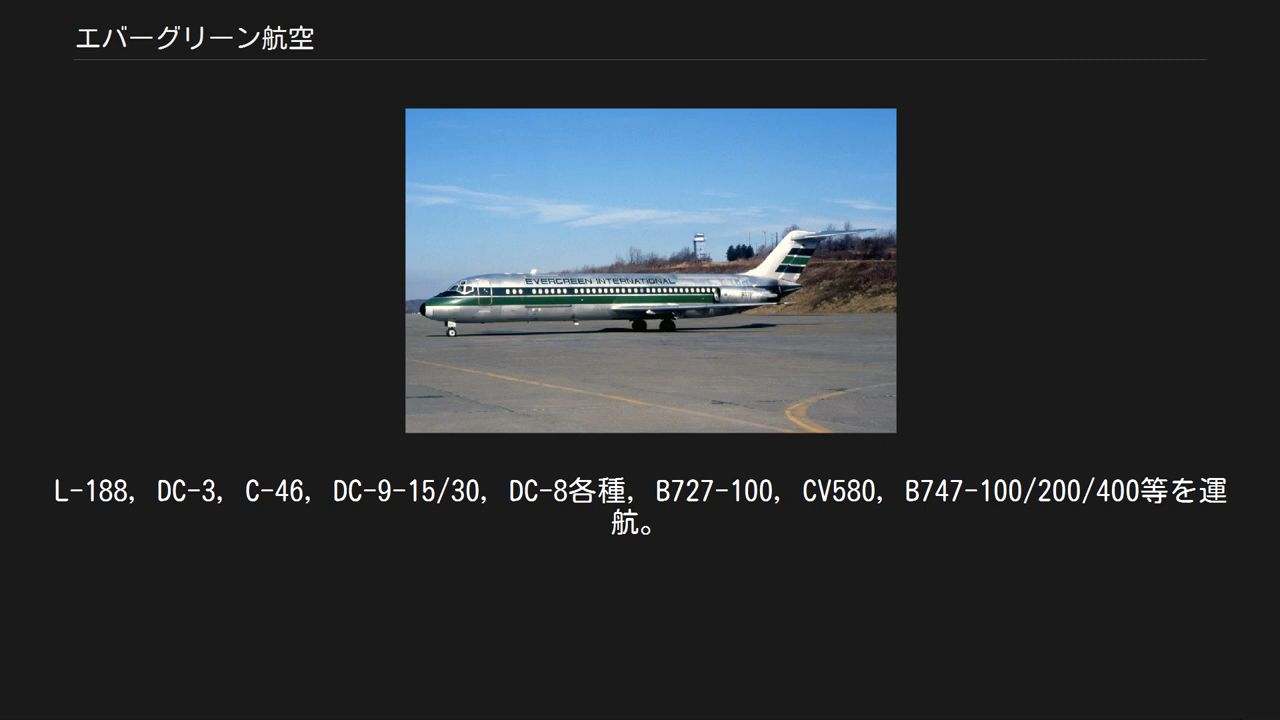 エバーグリーン航空
EVERGREEN INTERNATIONAL
L-188, DC-3, C-46, DC-9-15/30, DC-8各種, B727-100, CV580, B747-100/200/400等を運
航。